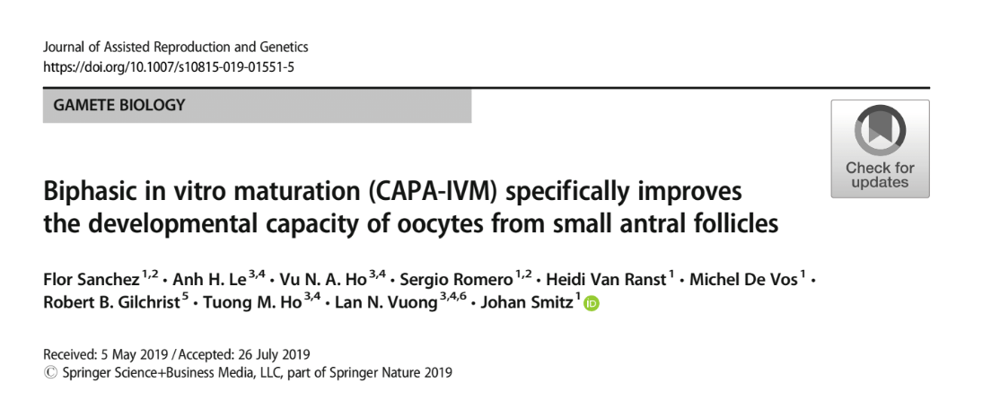 Journal of Assisted Reproduction and Genetics
https://doi.org/10.1007/s10815-019-01551-5
GAMETE BIOLOGY
Check for
updates
Biphasic in vitro maturation (CAPA-IVM) specifically improves
the developmental capacity of oocytes from small antral follicles
Flor Sanchez 1,2 · Anh H. Le 3,4 · Vu N. A. Ho 3,4 · Sergio Romero 1,2 · Heidi Van Ranst 1 · Michel De Vos 1 ·
Robert B. Gilchrist 5 · Tuong M. Ho 3,4 · Lan N. Vuong 3,4,6 · Johan Smitz 1 iD
Received: 5 May 2019 / Accepted: 26 July 2019
© Springer Science+Business Media, LLC, part of Springer Nature 2019